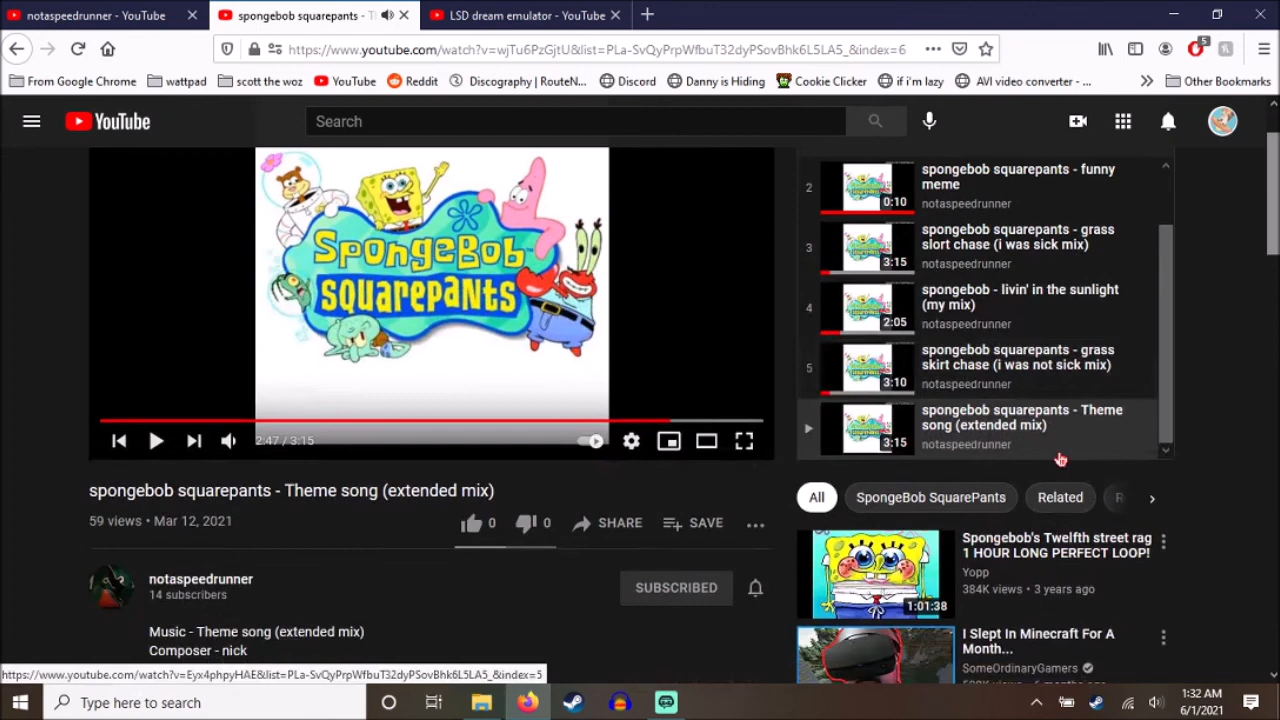 notaspeedrunner - YouTube
spongebob squarepants - T
LSD dream emulator - YouTube
https://www.youtube.com/watch?v=wjTu6PzGjtU&list=PLa-SvQyPrpWfbuT32dyPSovBhk6L5LA5_&index=6
5
From Google Chrome
wattpad
scott the woz
YouTube
Reddit
Discography | RouteN...
Discord
Danny is Hiding
Cookie Clicker
if i'm lazy
AVI video converter - ...
Other Bookmarks
YouTube
Search
SpongeBob
SquarePants
2:47 / 3:15
2
0:10
spongebob squarepants - funny
meme
notaspeedrunner
3
3:15
spongebob squarepants - grass
slort chase (i was sick mix)
notaspeedrunner
4
2:05
spongebob - livin' in the sunlight
(my mix)
notaspeedrunner
5
3:10
spongebob squarepants - grass
skirt chase (i was not sick mix)
notaspeedrunner
3:15
spongebob squarepants - Theme
song (extended mix)
notaspeedrunner
spongebob squarepants - Theme song (extended mix)
59 views • Mar 12, 2021
0
0
SHARE
SAVE
notaspeedrunner
14 subscribers
SUBSCRIBED
Music - Theme song (extended mix)
Composer - nick
All
SpongeBob SquarePants
Related
Spongebob's Twelfth street rag
1 HOUR LONG PERFECT LOOP!
Yopp
384K views • 3 years ago
1:01:38
I Slept In Minecraft For A
Month...
SomeOrdinaryGamers
https://www.youtube.com/watch?v=Eyx4phpyHAE&list=PLa-SvQyPrpWfbuT32dyPSovBhk6L5LA5_&index=5
Type here to search
1:32 AM
6/1/2021